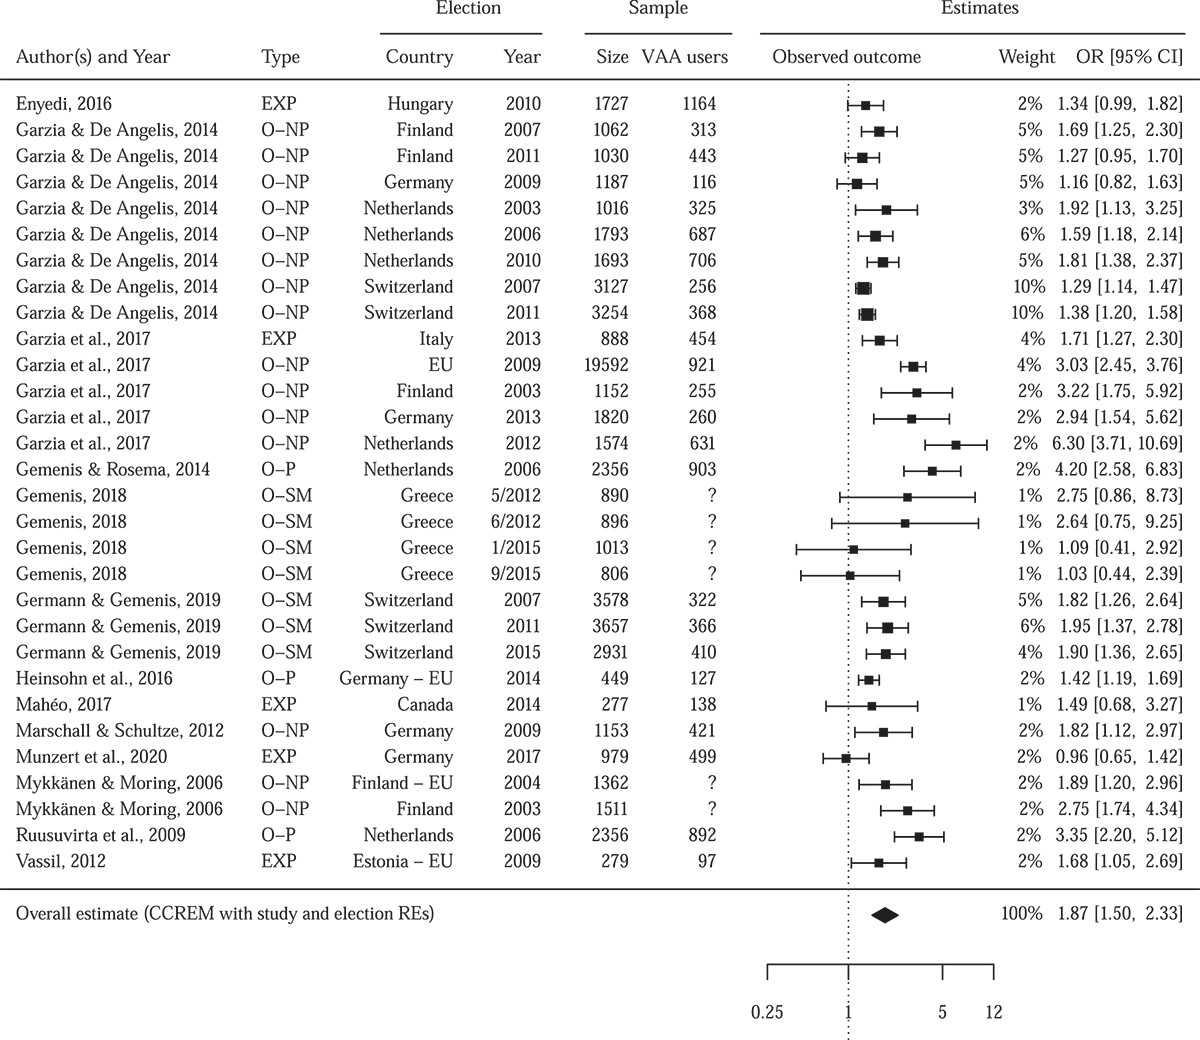 Election Sample Estimates
Author(s) and Year Type Country Year Size VAA users Observed outcome Weight OR [95% CI]
Enyedi, 2016 EXP Hungary 2010 1727 1164 2% 1.34 [0.99, 1.82]
Garzia & De Angelis, 2014 O–NP Finland 2007 1062 313 5% 1.69 [1.25, 2.30]
Garzia & De Angelis, 2014 O–NP Finland 2011 1030 443 5% 1.27 [0.95, 1.70]
Garzia & De Angelis, 2014 O–NP Germany 2009 1187 116 5% 1.16 [0.82, 1.63]
Garzia & De Angelis, 2014 O–NP Netherlands 2003 1016 325 3% 1.92 [1.13, 3.25]
Garzia & De Angelis, 2014 O–NP Netherlands 2006 1793 687 6% 1.59 [1.18, 2.14]
Garzia & De Angelis, 2014 O–NP Netherlands 2010 1693 706 5% 1.81 [1.38, 2.37]
Garzia & De Angelis, 2014 O–NP Switzerland 2007 3127 256 10% 1.29 [1.14, 1.47]
Garzia & De Angelis, 2014 O–NP Switzerland 2011 3254 368 10% 1.38 [1.20, 1.58]
Garzia et al., 2017 EXP Italy 2013 888 454 4% 1.71 [1.27, 2.30]
Garzia et al., 2017 O–NP EU 2009 19592 921 4% 3.03 [2.45, 3.76]
Garzia et al., 2017 O–NP Finland 2003 1152 255 2% 3.22 [1.75, 5.92]
Garzia et al., 2017 O–NP Germany 2013 1820 260 2% 2.94 [1.54, 5.62]
Garzia et al., 2017 O–NP Netherlands 2012 1574 631 2% 6.30 [3.71, 10.69]
Gemenis & Rosema, 2014 O–P Netherlands 2006 2356 903 2% 4.20 [2.58, 6.83]
Gemenis, 2018 O–SM Greece 5/2012 890 ? 1% 2.75 [0.86, 8.73]
Gemenis, 2018 O–SM Greece 6/2012 896 ? 1% 2.64 [0.75, 9.25]
Gemenis, 2018 O–SM Greece 1/2015 1013 ? 1% 1.09 [0.41, 2.92]
Gemenis, 2018 O–SM Greece 9/2015 806 ? 1% 1.03 [0.44, 2.39]
Germann & Gemenis, 2019 O–SM Switzerland 2007 3578 322 5% 1.82 [1.26, 2.64]
Germann & Gemenis, 2019 O–SM Switzerland 2011 3657 366 6% 1.95 [1.37, 2.78]
Germann & Gemenis, 2019 O–SM Switzerland 2015 2931 410 4% 1.90 [1.36, 2.65]
Heinsohn et al., 2016 O–P Germany – EU 2014 449 127 2% 1.42 [1.19, 1.69]
Mahéo, 2017 EXP Canada 2014 277 138 1% 1.49 [0.68, 3.27]
Marschall & Schultze, 2012 O–NP Germany 2009 1153 421 2% 1.82 [1.12, 2.97]
Munzert et al., 2020 EXP Germany 2017 979 499 2% 0.96 [0.65, 1.42]
Mykkänen & Moring, 2006 O–NP Finland – EU 2004 1362 ? 2% 1.89 [1.20, 2.96]
Mykkänen & Moring, 2006 O–NP Finland 2003 1511 ? 2% 2.75 [1.74, 4.34]
Ruusuvirta et al., 2009 O–P Netherlands 2006 2356 892 2% 3.35 [2.20, 5.12]
Vassil, 2012 EXP Estonia – EU 2009 279 97 2% 1.68 [1.05, 2.69]
Overall estimate (CCREM with study and election REs) 100% 1.87 [1.50, 2.33]
0.25 1 5 12